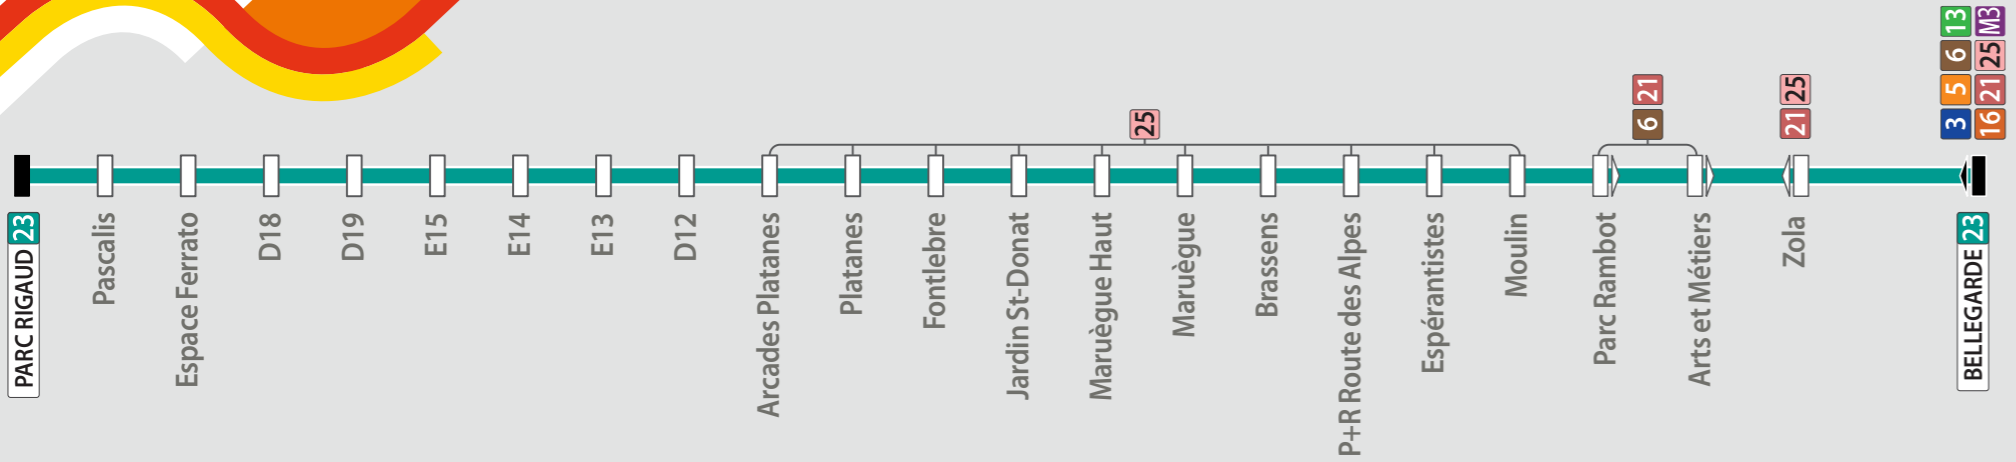 PARC RIGAUD 23
Pascalis
Espace Ferrato
D18
D19
E15
E14
E13
D12
Arcades Platanes
Platanes
Fontlebre
Jardin St-Donat
Maruègue Haut
Maruègue
Brassens
P+R Route des Alpes
Espérantistes
Moulin
25
Parc Rambot
Arts et Métiers
6 21
Zola
21 25
BELLEGARDE 23
3 5 6 13
16 21 25 M3